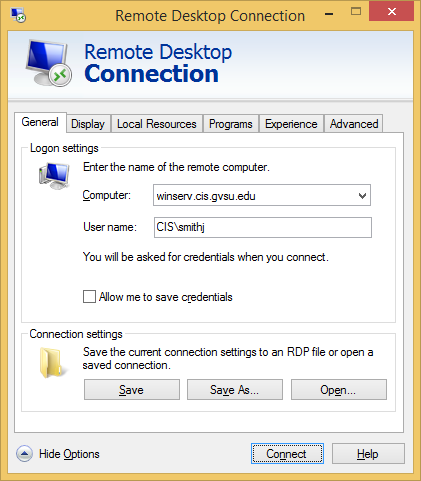 Remote Desktop Connection
Remote Desktop
Connection
General Display Local Resources Programs Experience Advanced
Logon settings
Enter the name of the remote computer.
Computer: winserv.cis.gvsu.edu
User name: CIS\smithj
You will be asked for credentials when you connect.
Allow me to save credentials
Connection settings
Save the current connection settings to an RDP file or open a
saved connection.
Save Save As... Open...
Hide Options Connect Help